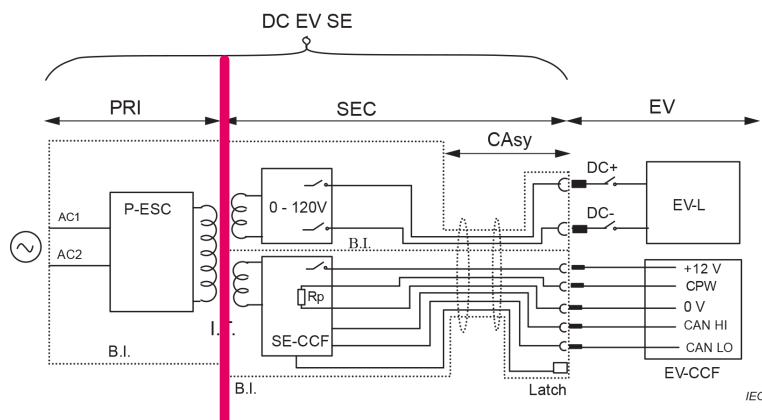 DC EV SE
PRI
SEC
EV
CAsy
DC+
P-ESC
AC1
0 - 120V
EV-L
DC-
AC2
B.I.
+12 V
CPW
Rp
0 V
CAN HI
SE-CCF
CAN LO
B.I.
EV-CCF
B.I.
Latch
IEC